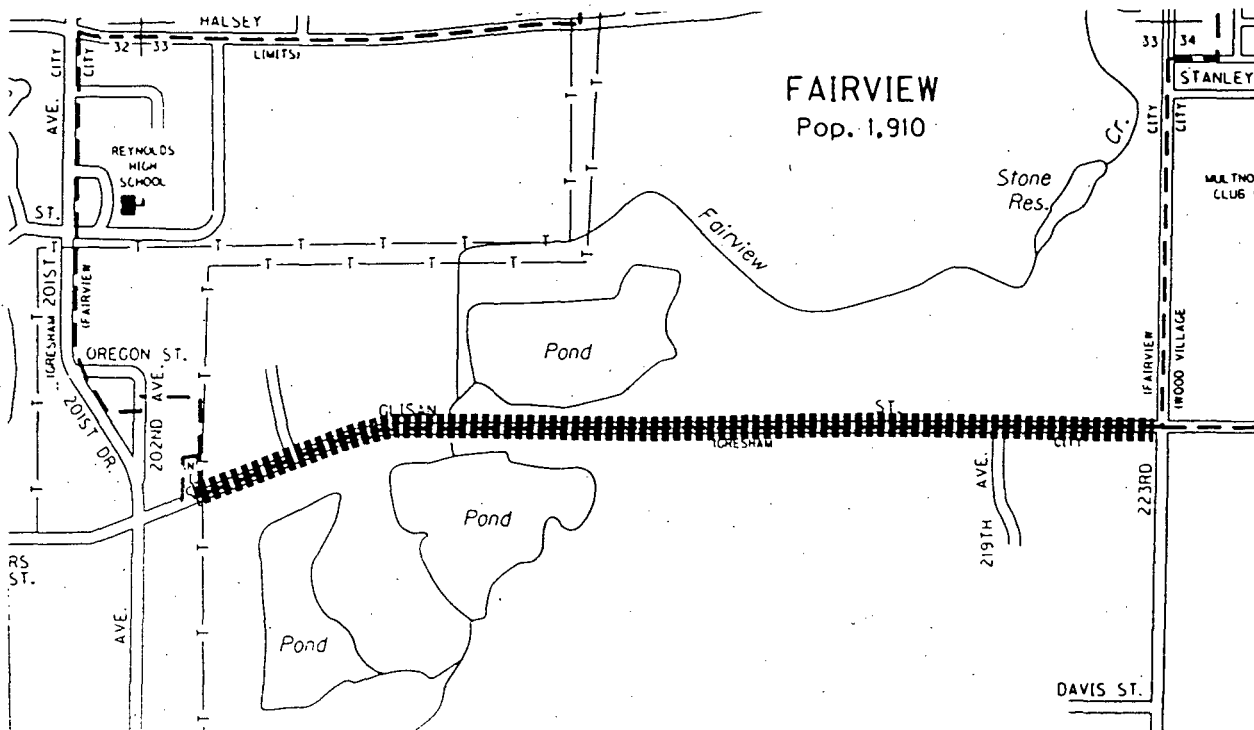 HALSEY
32 33
CITY
CITY
LIMITS)
AVE.
REYNOLDS
HIGH
SCHOOL
ST.
FAIRVIEW
Pop. 1,910
Cr.
Stone
Res.
33 34
CITY
CITY
STANLEY
MULTNO
CLUB
Fairview
T T T T T T
T T T T
201ST
(GRESHAM
(FAIRVIEW
OREGON ST.
201ST DR.
202ND AVE.
Pond
(FAIRVIEW
(WOOD VILLAGE
GLISAN
ST.
(GRESHAM
CITY
Pond
219TH AVE.
223RD
RS
ST.
AVE.
Pond
DAVIS ST.